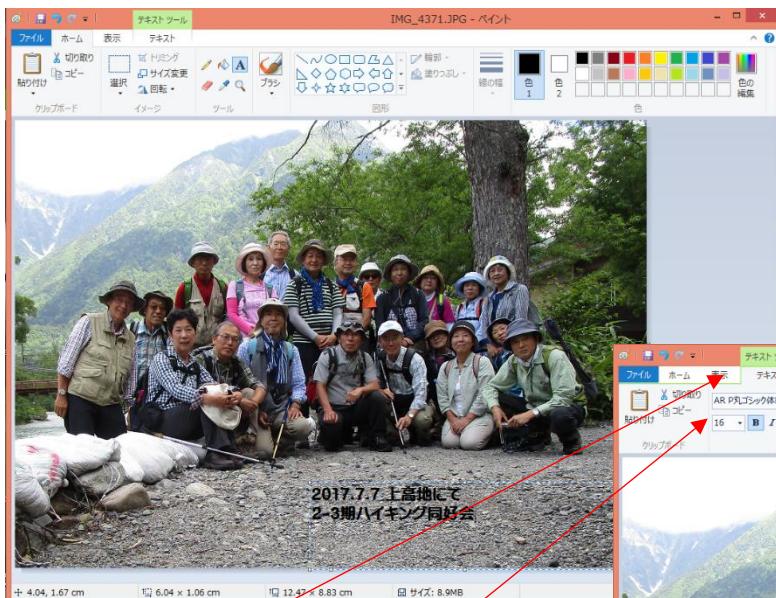 テキスト ツール
IMG_4371.JPG - ペイント
ファイル ホーム 表示 テキスト
貼り付け
切り取り
コピー
クリップボード
選択
トリミング
サイズ変更
回転
イメージ
A
ツール
ブラシ
輪郭
塗りつぶし
図形
線の幅
色
1
色
2
色の
編集
色
2017.7.7 上高地にて
2-3期ハイキング同好会
4.04, 1.67 cm
6.04 × 1.06 cm
12.47 × 8.83 cm
サイズ: 8.9MB
ファイル ホーム 表示
貼り付け
切り取り
コピー
クリップボード
16 B I